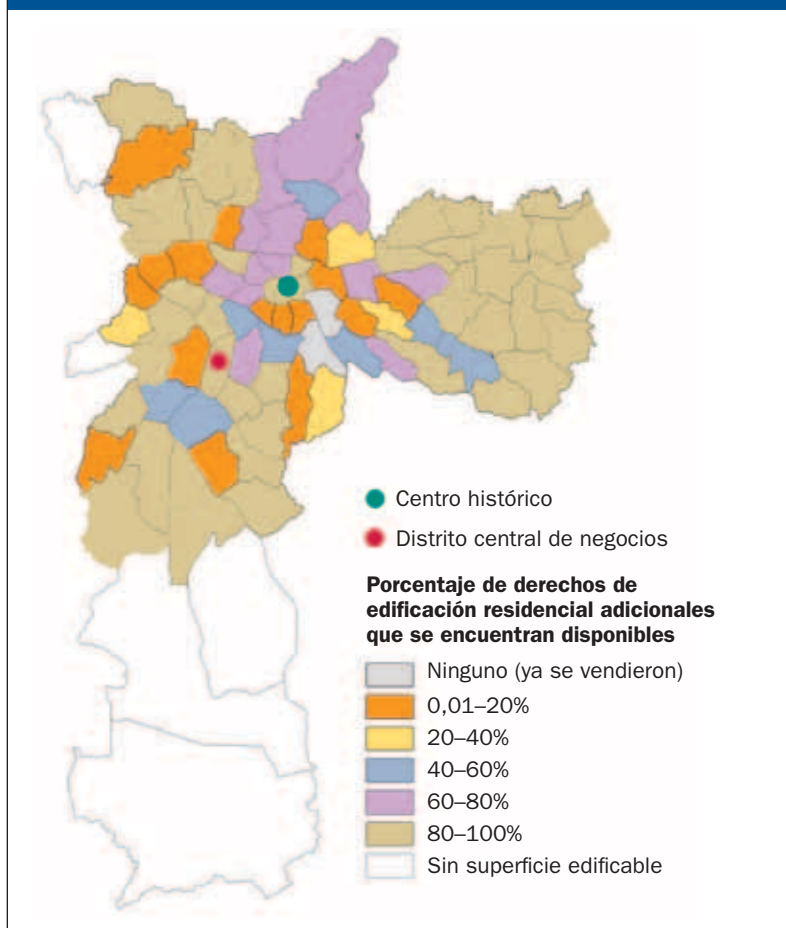 Centro histórico
Distrito central de negocios
Porcentaje de derechos de
edificación residencial adicionales
que se encuentran disponibles
Ninguno (ya se vendieron)
0,01–20%
20–40%
40–60%
60–80%
80–100%
Sin superficie edificable